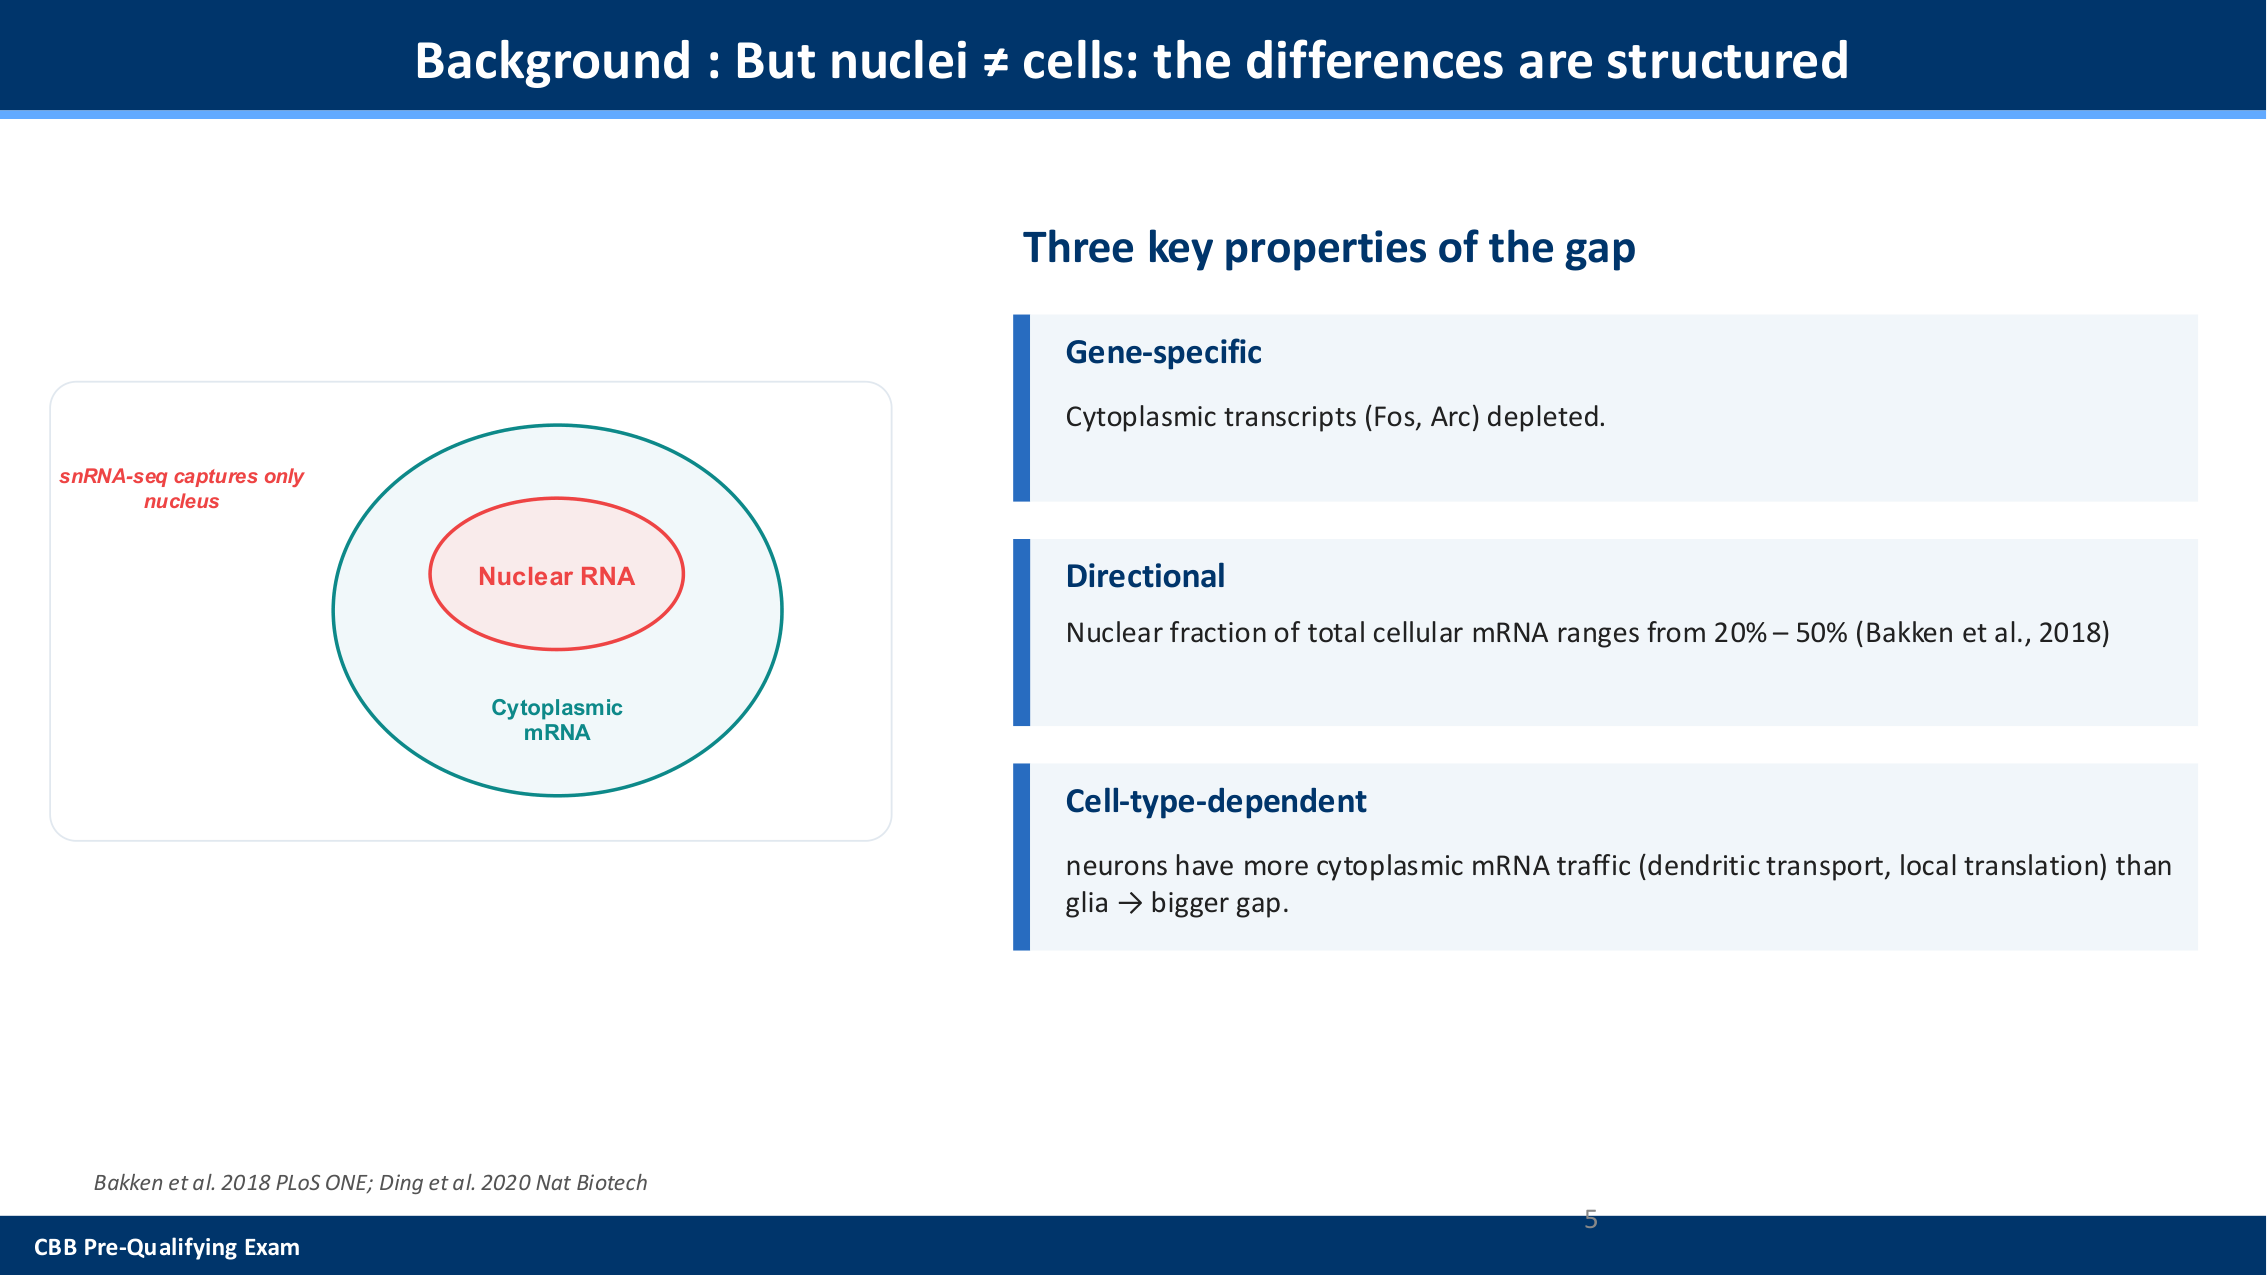 Background : But nuclei ≠ cells: the differences are structured
snRNA-seq captures only
nucleus
Nuclear RNA
Cytoplasmic
mRNA
Three key properties of the gap
Gene-specific
Cytoplasmic transcripts (Fos, Arc) depleted.
Directional
Nuclear fraction of total cellular mRNA ranges from 20% – 50% (Bakken et al., 2018)
Cell-type-dependent
neurons have more cytoplasmic mRNA traffic (dendritic transport, local translation) than
glia → bigger gap.
Bakken et al. 2018 PLoS ONE; Ding et al. 2020 Nat Biotech
5
CBB Pre-Qualifying Exam